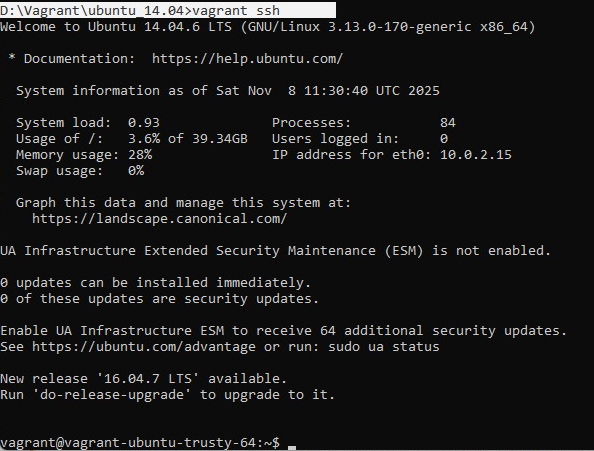 D:\Vagrant\ubuntu_14.04>vagrant ssh
Welcome to Ubuntu 14.04.6 LTS (GNU/Linux 3.13.0-170-generic x86_64)
* Documentation:  https://help.ubuntu.com/
System information as of Sat Nov  8 11:30:40 UTC 2025
System load:  0.93              Processes:           84
Usage of /:   3.6% of 39.34GB   Users logged in:     0
Memory usage: 28%               IP address for eth0: 10.0.2.15
Swap usage:   0%
Graph this data and manage this system at:
https://landscape.canonical.com/
UA Infrastructure Extended Security Maintenance (ESM) is not enabled.
0 updates can be installed immediately.
0 of these updates are security updates.
Enable UA Infrastructure ESM to receive 64 additional security updates.
See https://ubuntu.com/advantage or run: sudo ua status
New release '16.04.7 LTS' available.
Run 'do-release-upgrade' to upgrade to it.
vagrant@vagrant-ubuntu-trusty-64:~$